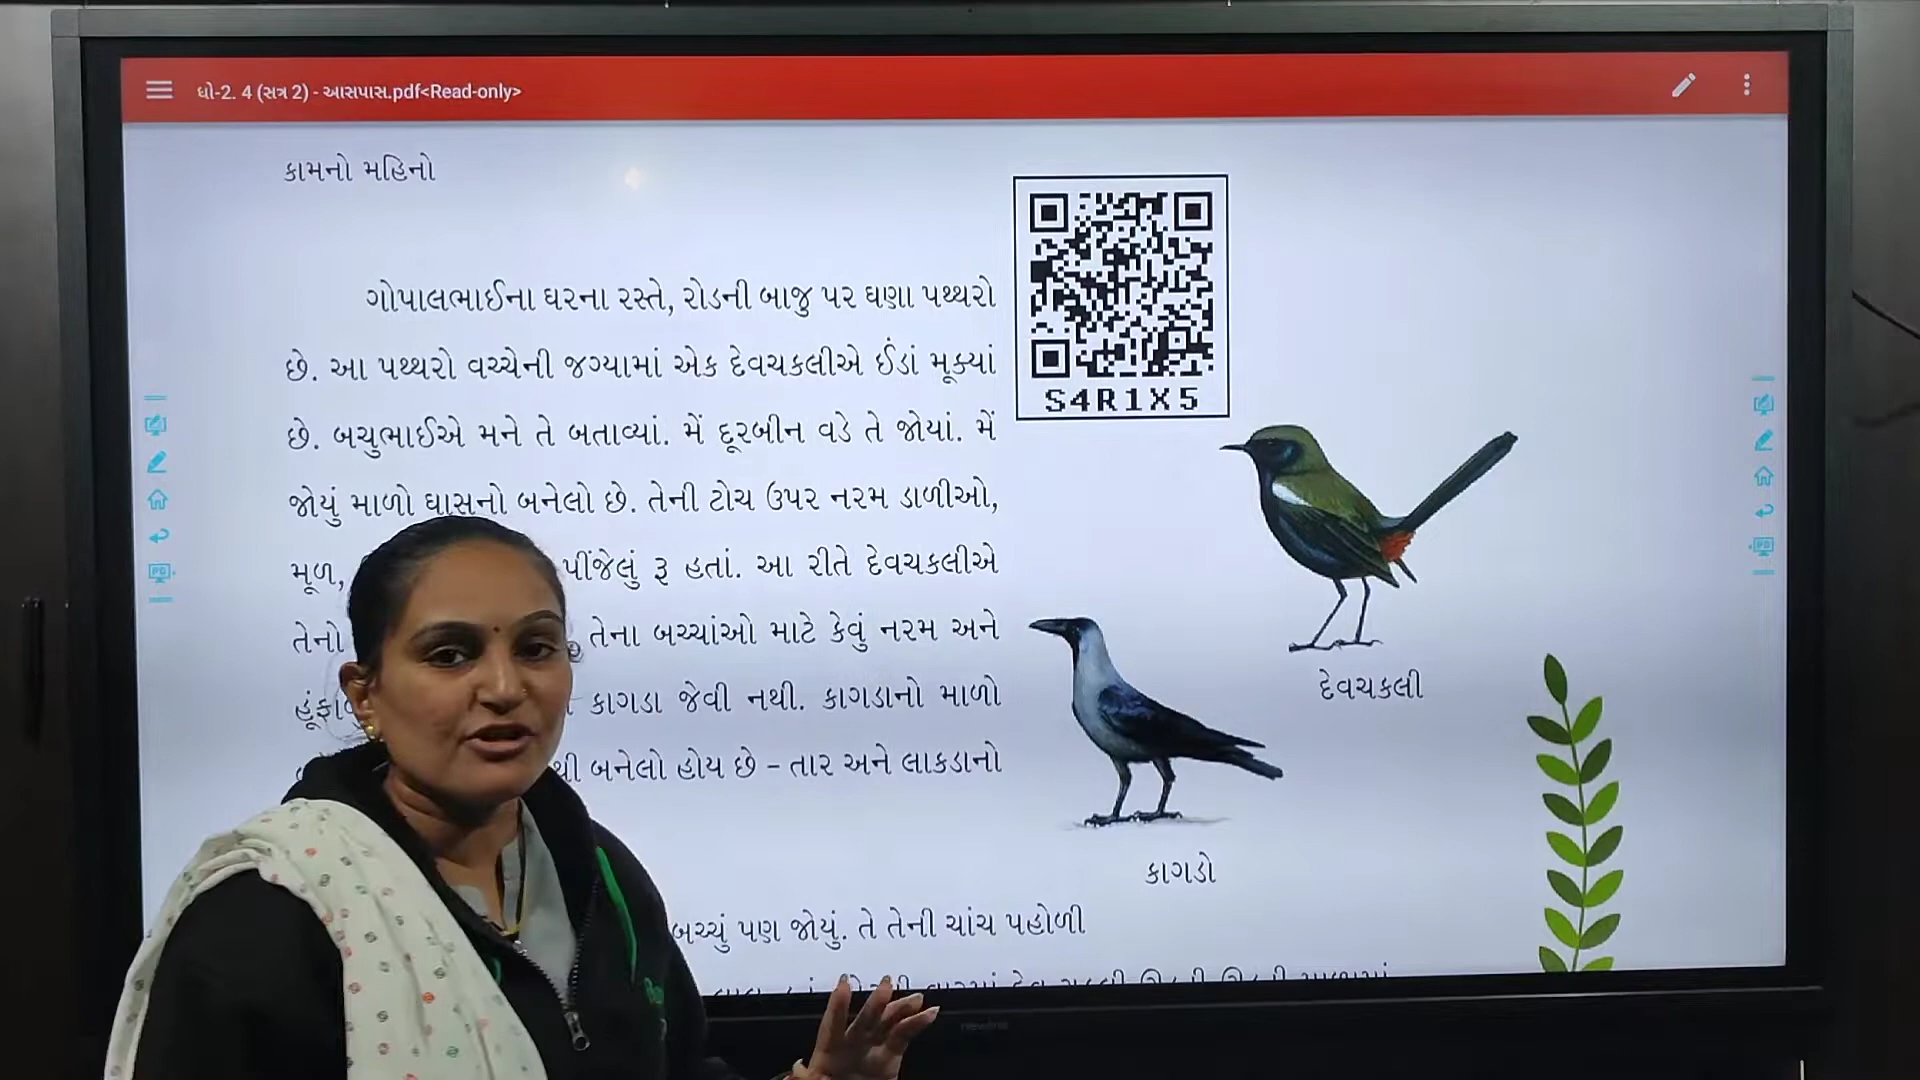 ધો-2. 4 (સત્ર 2) - આસપાસ.pdf<Read-only>
કામનો મહિનો
S4R1X5
ગોપાલભાઈના ઘરના રસ્તે, રોડની બાજુ પર ઘણા પથ્થરો
છે. આ પથ્થરો વચ્ચેની જગ્યામાં એક દેવચકલીએ ઈંડાં મૂક્યાં
છે. બચુભાઈએ મને તે બતાવ્યાં. મેં દૂરબીન વડે તે જોયાં. મેં
જોયું માળો ઘાસનો બનેલો છે. તેની ટોચ ઉપર નરમ ડાળીઓ,
મૂળ, પીંજેલું રૂ હતાં. આ રીતે દેવચકલીએ
તેનો તેના બચ્ચાંઓ માટે કેવું નરમ અને
કાગડા જેવી નથી. કાગડાનો માળો
બનેલો હોય છે – તાર અને લાકડાનો
દેવચકલી
કાગડો
બચ્ચું પણ જોયું. તે તેની ચાંચ પહોળી
newline